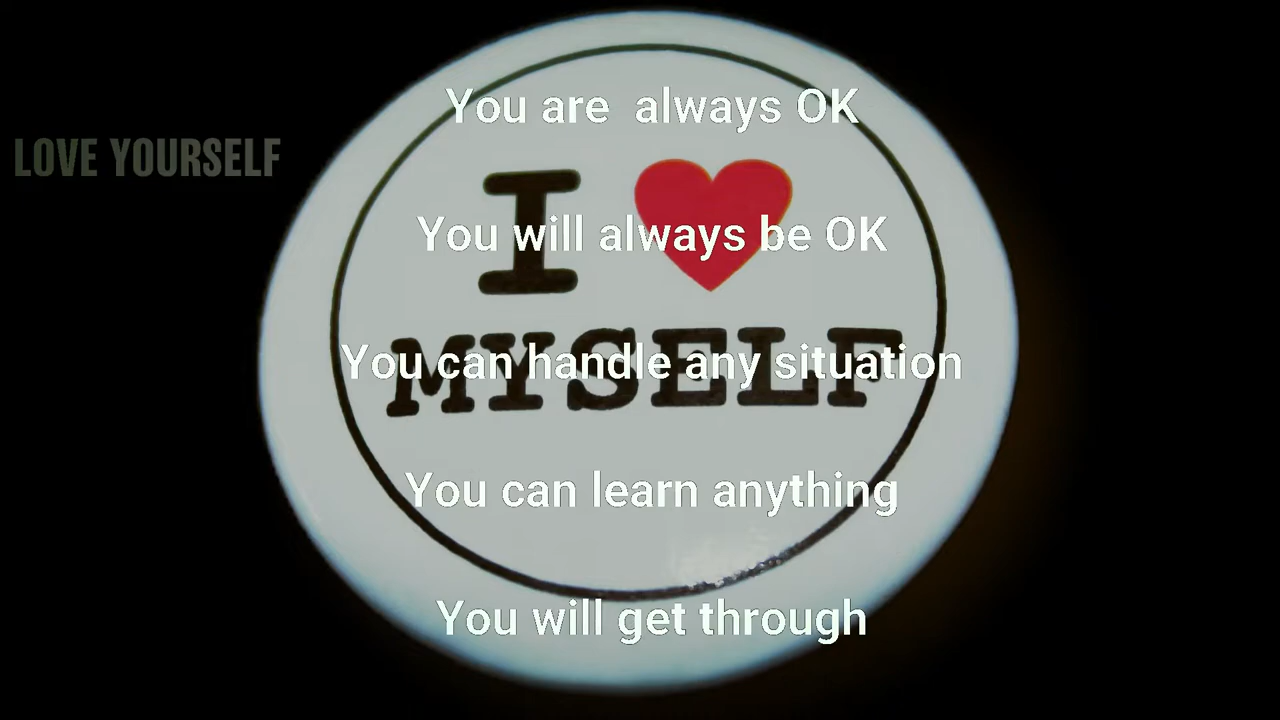 LOVE YOURSELF
You are  always OK
I ❤
You will always be OK
MYSELF
You can handle any situation
You can learn anything
You will get through